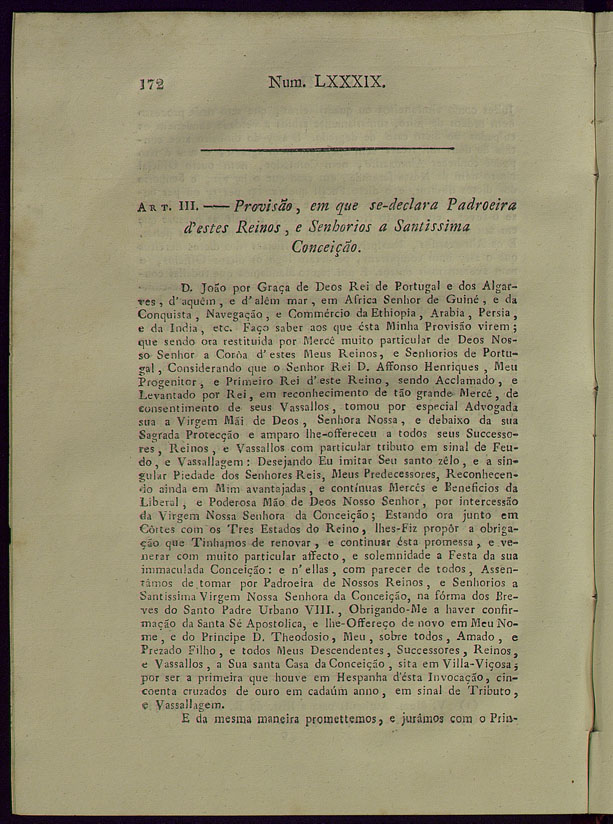 172 Num. LXXXIX.
ART. III. — Provisão, em que se-declara Padroeira
d'estes Reinos, e Senhorios a Santissima
Conceição.
D. João por Graça de Deos Rei de Portugal e dos Algar-
ves, d'aquêm, e d'além mar, em Africa Senhor de Guiné, e da
Conquista, Navegação, e Commércio da Ethiopia, Arabia, Persia,
e da India, etc. Faço saber aos que ésta Minha Provisão virem;
que sendo ora restituida por Mercê muito particular de Deos Nos-
so Senhor a Corôa d'estes Meus Reinos, e Senhorios de Portu-
gal, Considerando que o Senhor Rei D. Affonso Henriques, Meu
Progenitor, e Primeiro Rei d'este Reino, sendo Acclamado, e
Levantado por Rei, em reconhecimento de tão grande Mercê, de
consentimento de seus Vassallos, tomou por especial Advogada
sua a Virgem Mãi de Deos, Senhora Nossa, e debaixo da sua
Sagrada Protecção e amparo lhe-offereceu a todos seus Successo-
res, Reinos, e Vassallos com particular tributo em sinal de Feu-
do, e Vassallagem: Desejando Eu imitar Seu santo zêlo, e a sin-
gular Piedade dos Senhores Reis, Meus Predecessores, Reconhecen-
do ainda em Mim avantajadas, e contínuas Mercês e Beneficios da
Liberal, e Poderosa Mão de Deos Nosso Senhor, por intercessão
da Virgem Nossa Senhora da Conceição; Estando ora junto em
Côrtes com os Tres Estados do Reino, lhes-Fiz propôr a obriga-
ção que Tinhamos de renovar, e continuar ésta promessa, e ve-
nerar com muito particular affecto, e solemnidade a Festa da sua
immaculada Conceição: e n'ellas, com parecer de todos, Assen-
támos de tomar por Padroeira de Nossos Reinos, e Senhorios a
Santissima Virgem Nossa Senhora da Conceição, na fórma dos Bre-
ves do Santo Padre Urbano VIII., Obrigando-Me a haver confir-
mação da Santa Sé Apostolica, e lhe-Offereço de novo em Meu No-
me, e do Principe D. Theodosio, Meu, sobre todos, Amado, e
Prezado Filho, e todos Meus Descendentes, Successores, Reinos,
e Vassallos, a Sua santa Casa da Conceição, sita em Villa-Viçosa;
por ser a primeira que houve em Hespanha d'ésta Invocação, cin-
coenta cruzados de ouro em cadaúm anno, em sinal de Tributo,
e Vassallagem.
E da mesma maneira promettemos, e jurâmos com o Prin-